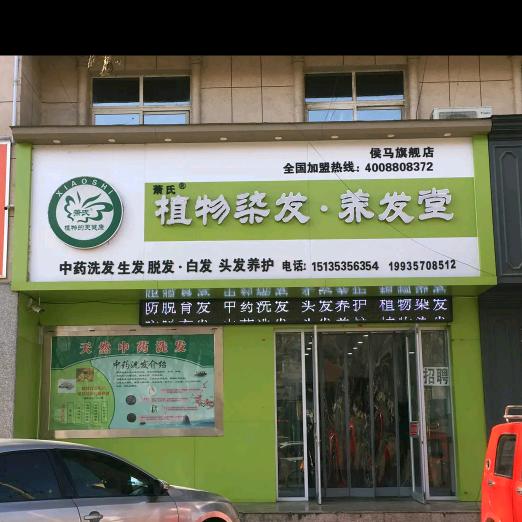 侯马旗舰店
全国加盟热线：4008808372
萧氏®
植物染发·养发堂
XIAOSHI
萧氏
植物的更健康
中药洗发 生发 脱发·白发 头发养护 电话: 15135356354 19935708512
防脱育发 中药洗发 头发养护 植物染发
天然中药洗发
中药洗发介绍
招聘